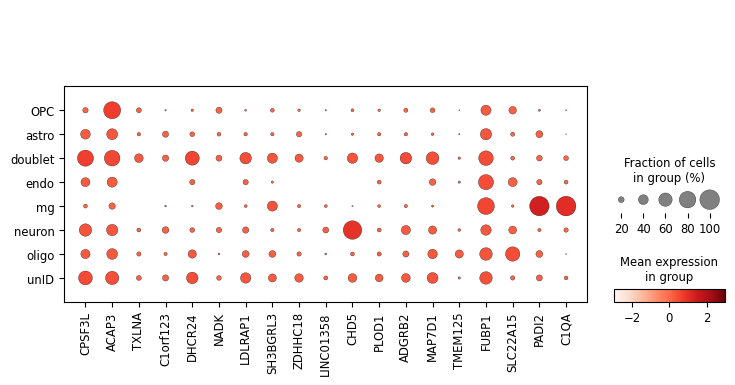 OPC
astro
doublet
endo
mg
neuron
oligo
unID
CPSF3L
ACAP3
TXLNA
C1orf123
DHCR24
NADK
LDLRAP1
SH3BGRL3
ZDHHC18
LINC01358
CHD5
PLOD1
ADGRB2
MAP7D1
TMEM125
FUBP1
SLC22A15
PADI2
C1QA
Fraction of cells
in group (%)
20 40 60 80 100
Mean expression
in group
−2 0 2